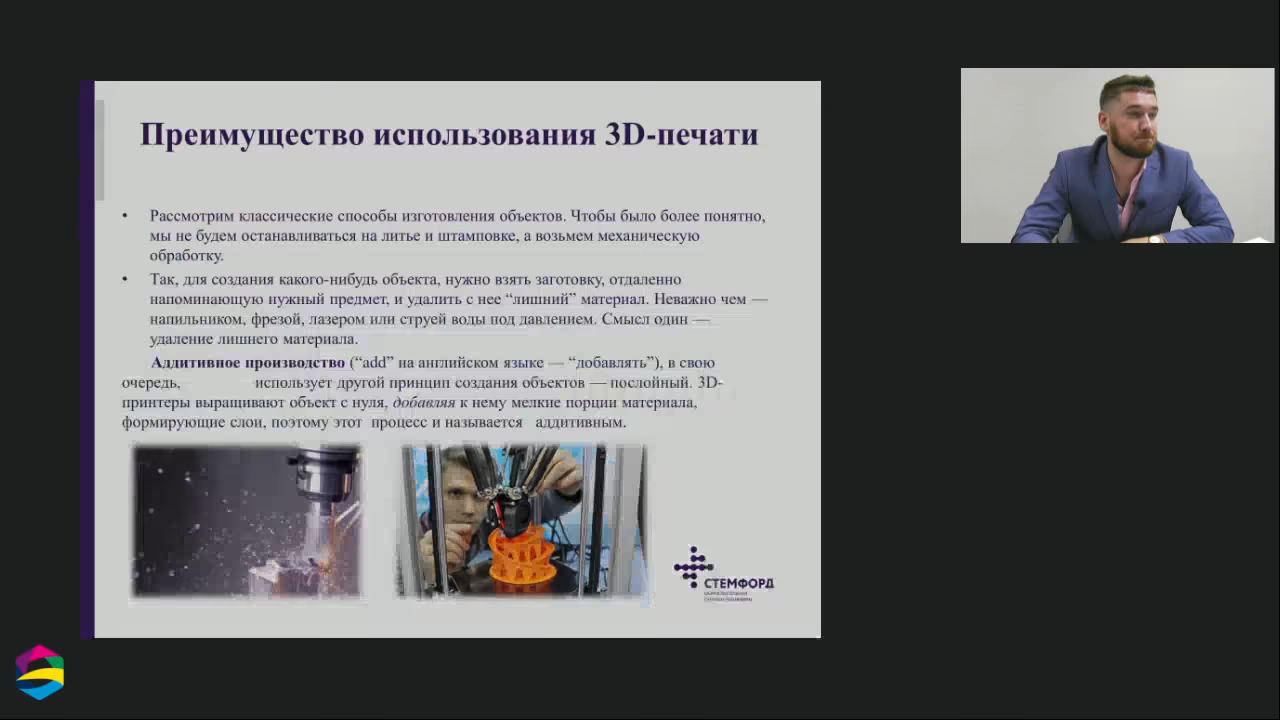 Преимущество использования 3D-печати
• Рассмотрим классические способы изготовления объектов. Чтобы было более понятно,
мы не будем останавливаться на литье и штамповке, а возьмем механическую
обработку.
• Так, для создания какого-нибудь объекта, нужно взять заготовку, отдаленно
напоминающую нужный предмет, и удалить с нее “лишний” материал. Неважно чем —
напильником, фрезой, лазером или струей воды под давлением. Смысл один —
удаление лишнего материала.
Аддитивное производство (“add” на английском языке — “добавлять”), в свою
очередь, использует другой принцип создания объектов — послойный. 3D-
принтеры выращивают объект с нуля, добавляя к нему мелкие порции материала,
формирующие слои, поэтому этот процесс и называется аддитивным.
СТЕМФОРД